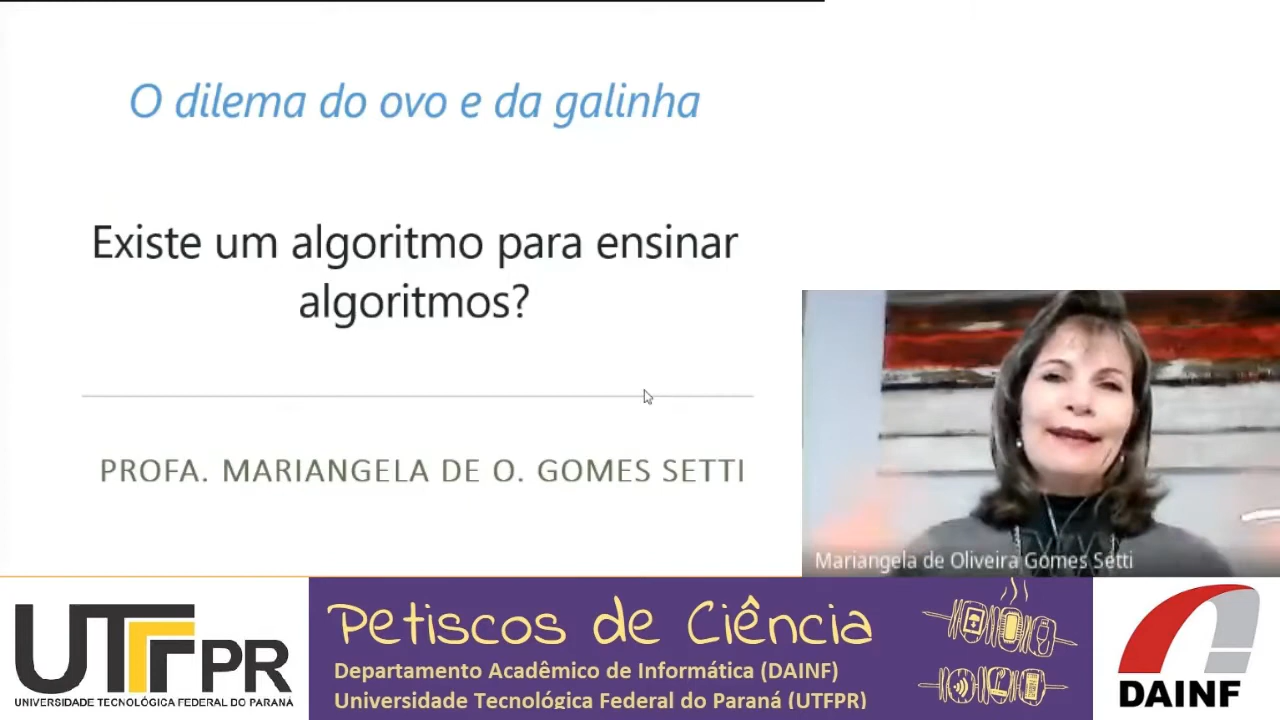 O dilema do ovo e da galinha
Existe um algoritmo para ensinar
algoritmos?
PROFA. MARIANGELA DE O. GOMES SETTI
Mariangela de Oliveira Gomes Setti
UTFPR
UNIVERSIDADE TECNOLÓGICA FEDERAL DO PARANÁ
Petiscos de Ciência
Departamento Acadêmico de Informática (DAINF)
Universidade Tecnológica Federal do Paraná (UTFPR)
DAINF